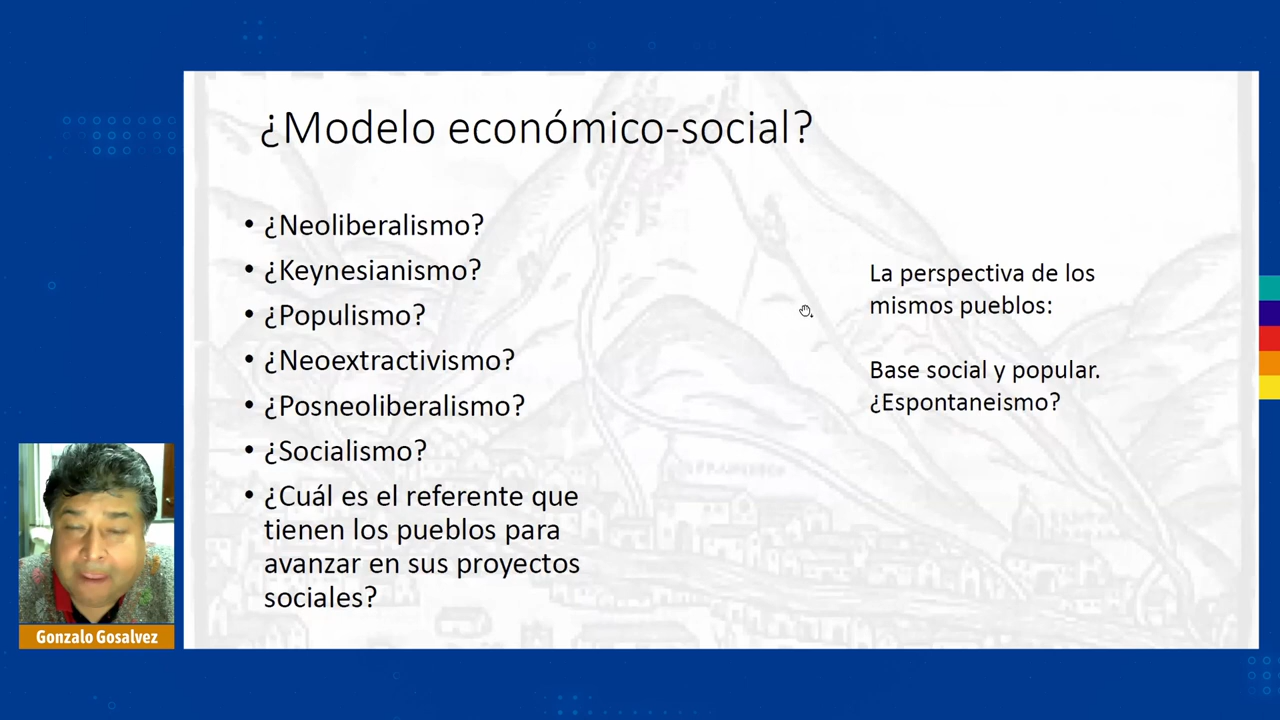 ¿Modelo económico-social?
• ¿Neoliberalismo?
• ¿Keynesianismo?
• ¿Populismo?
• ¿Neoextractivismo?
• ¿Posneoliberalismo?
• ¿Socialismo?
• ¿Cuál es el referente que
tienen los pueblos para
avanzar en sus proyectos
sociales?
La perspectiva de los
mismos pueblos:
Base social y popular.
¿Espontaneismo?
Gonzalo Gosalvez